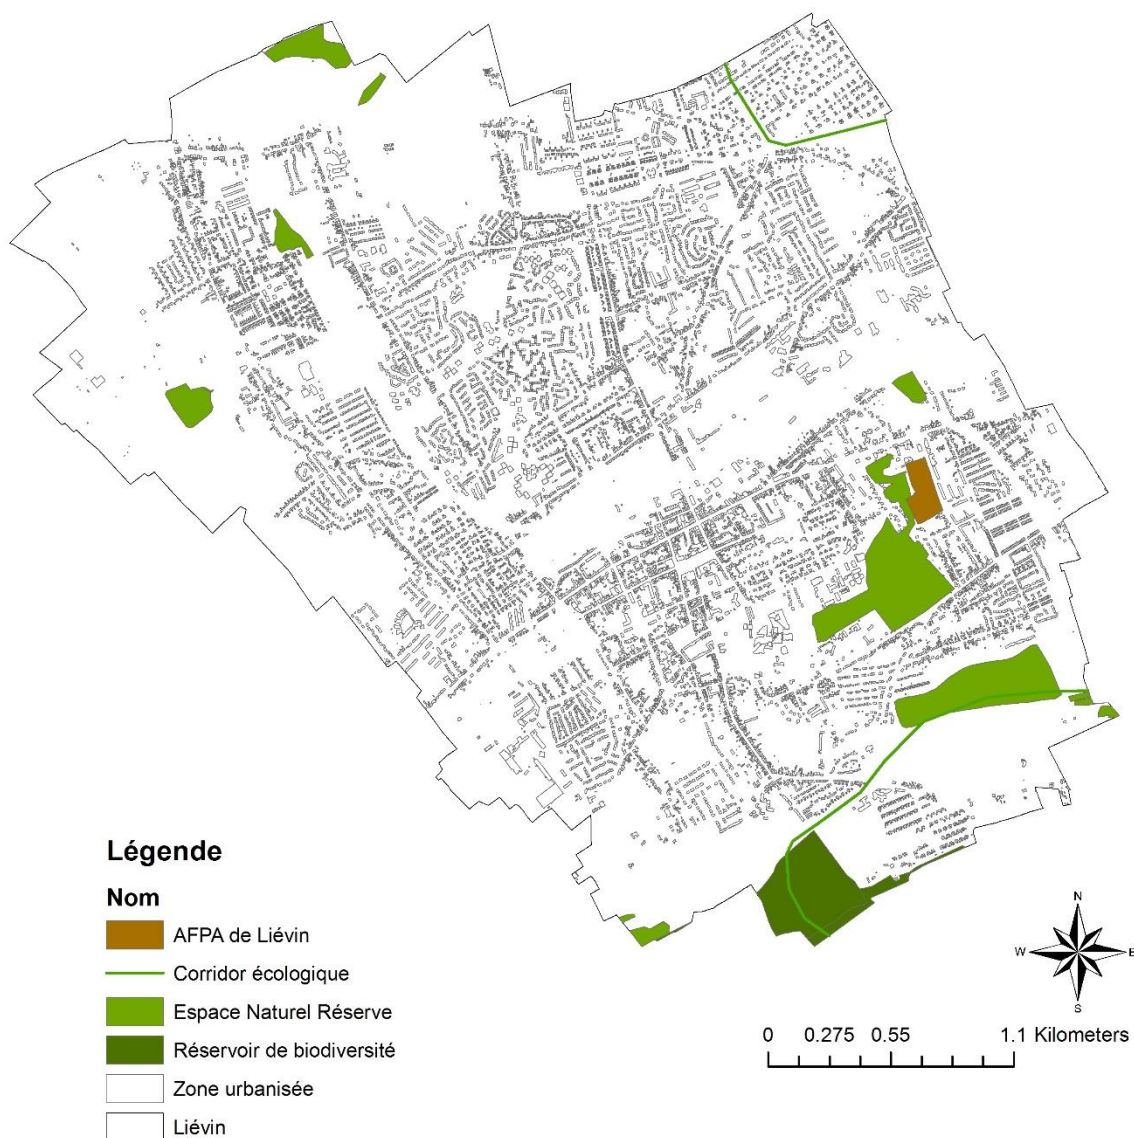 Légende
Nom
AFPA de Liévin
Corridor écologique
Espace Naturel Réserve
Réservoir de biodiversité
Zone urbanisée
Liévin
N
W E
S
0 0.275 0.55 1.1 Kilometers